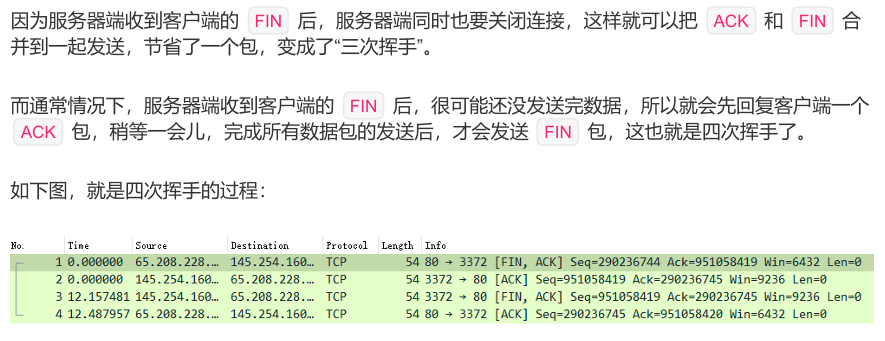 因为服务器端收到客户端的 FIN 后，服务器端同时也要关闭连接，这样就可以把 ACK 和 FIN 合
并到一起发送，节省了一个包，变成了“三次挥手”。
而通常情况下，服务器端收到客户端的 FIN 后，很可能还没发送完数据，所以就会先回复客户端一个
ACK 包，稍等一会儿，完成所有数据包的发送后，才会发送 FIN 包，这也就是四次挥手了。
如下图，就是四次挥手的过程：
No. Time Source Destination Protocol Length Info
1 0.000000 65.208.228.… 145.254.160… TCP 54 80 → 3372 [FIN, ACK] Seq=290236744 Ack=951058419 Win=6432 Len=0
2 0.000000 145.254.160… 65.208.228.… TCP 54 3372 → 80 [ACK] Seq=951058419 Ack=290236745 Win=9236 Len=0
3 12.157481 145.254.160… 65.208.228.… TCP 54 3372 → 80 [FIN, ACK] Seq=951058419 Ack=290236745 Win=9236 Len=0
4 12.487957 65.208.228.… 145.254.160… TCP 54 80 → 3372 [ACK] Seq=290236745 Ack=951058420 Win=6432 Len=0